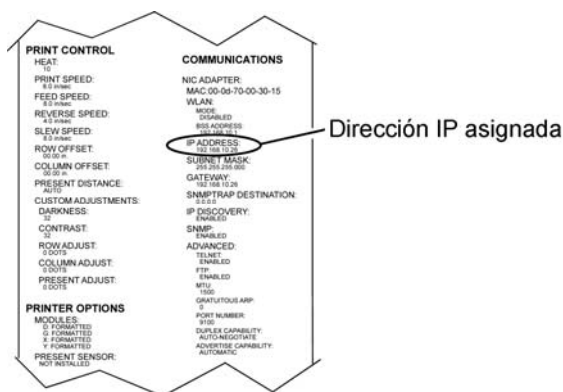 PRINT CONTROL
HEAT:
10
PRINT SPEED:
6.0 in/sec
FEED SPEED:
6.0 in/sec
REVERSE SPEED:
4.0 in/sec
SLEW SPEED:
6.0 in/sec
ROW OFFSET:
00.00 in.
COLUMN OFFSET:
00.00 in.
PRESENT DISTANCE:
AUTO
CUSTOM ADJUSTMENTS:
DARKNESS:
32
CONTRAST:
32
ROW ADJUST:
0 DOTS
COLUMN ADJUST:
0 DOTS
PRESENT ADJUST:
0 DOTS
PRINTER OPTIONS
MODULES:
D: FORMATTED
G: FORMATTED
X: FORMATTED
Y: FORMATTED
PRESENT SENSOR:
NOT INSTALLED
COMMUNICATIONS
NIC ADAPTER:
MAC:00-0d-70-00-30-15
WLAN:
MODE:
DISABLED
BSS ADDRESS:
192.168.10.1
IP ADDRESS:
192.168.10.26
SUBNET MASK:
255.255.255.000
GATEWAY:
192.168.10.26
SNMPTRAP DESTINATION:
0.0.0.0
IP DISCOVERY:
ENABLED
SNMP:
ENABLED
ADVANCED:
TELNET:
ENABLED
FTP
ENABLED
MTU:
1500
GRATUITOUS ARP:
0
PORT NUMBER:
9100
DUPLEX CAPABILITY:
AUTO-NEGOTIATE
ADVERTISE CAPABILITY:
AUTOMATIC
Dirección IP asignada